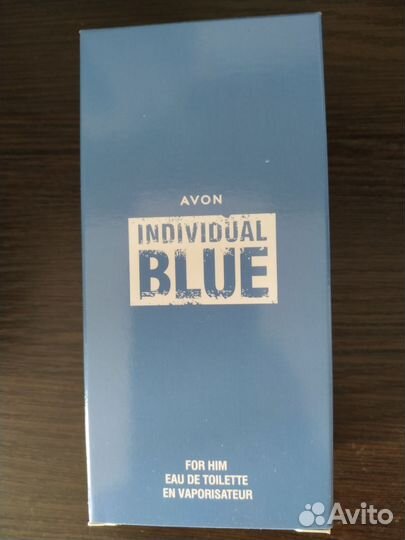 AVON
INDIVIDUAL
BLUE
FOR HIM
EAU DE TOILETTE
EN VAPORISATEUR
Avito